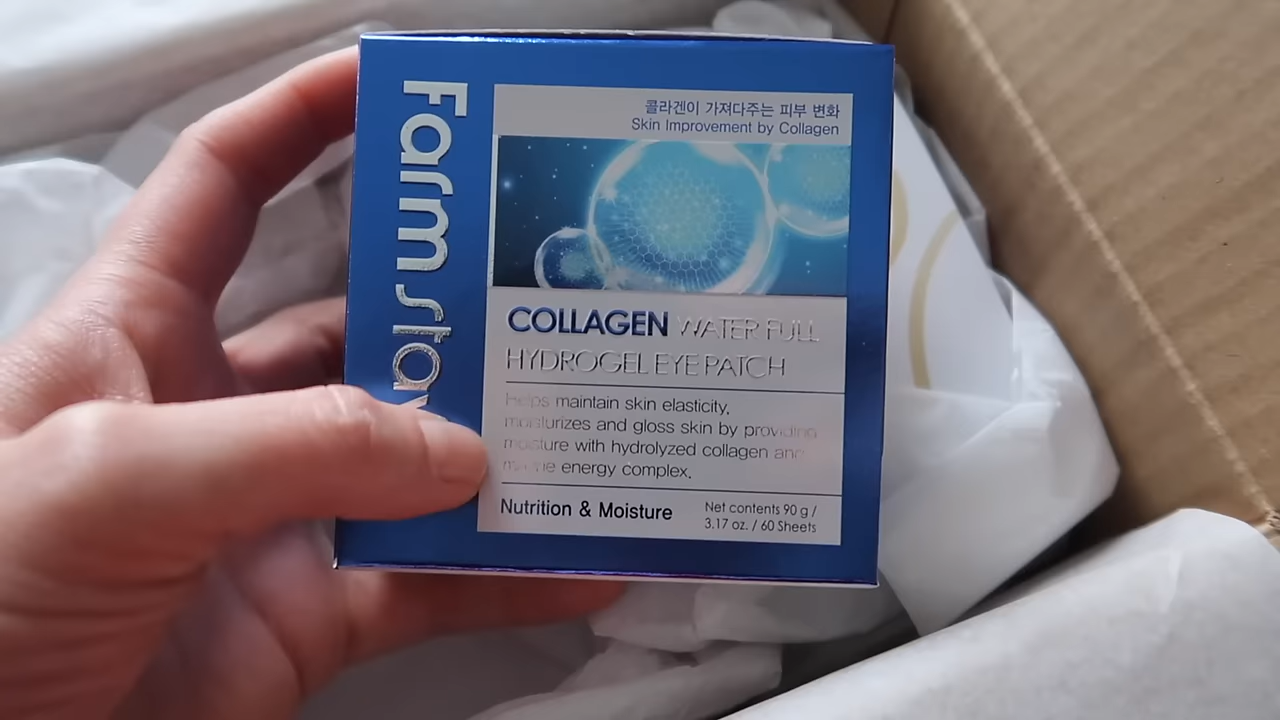 Farm stay
콜라겐이 가져다주는 피부 변화
Skin Improvement by Collagen
COLLAGEN WATER FULL
HYDROGEL EYE PATCH
Helps maintain skin elasticity,
moisturizes and gloss skin by providing
moisture with hydrolyzed collagen and
marine energy complex.
Nutrition & Moisture
Net contents 90 g /
3.17 oz. / 60 Sheets